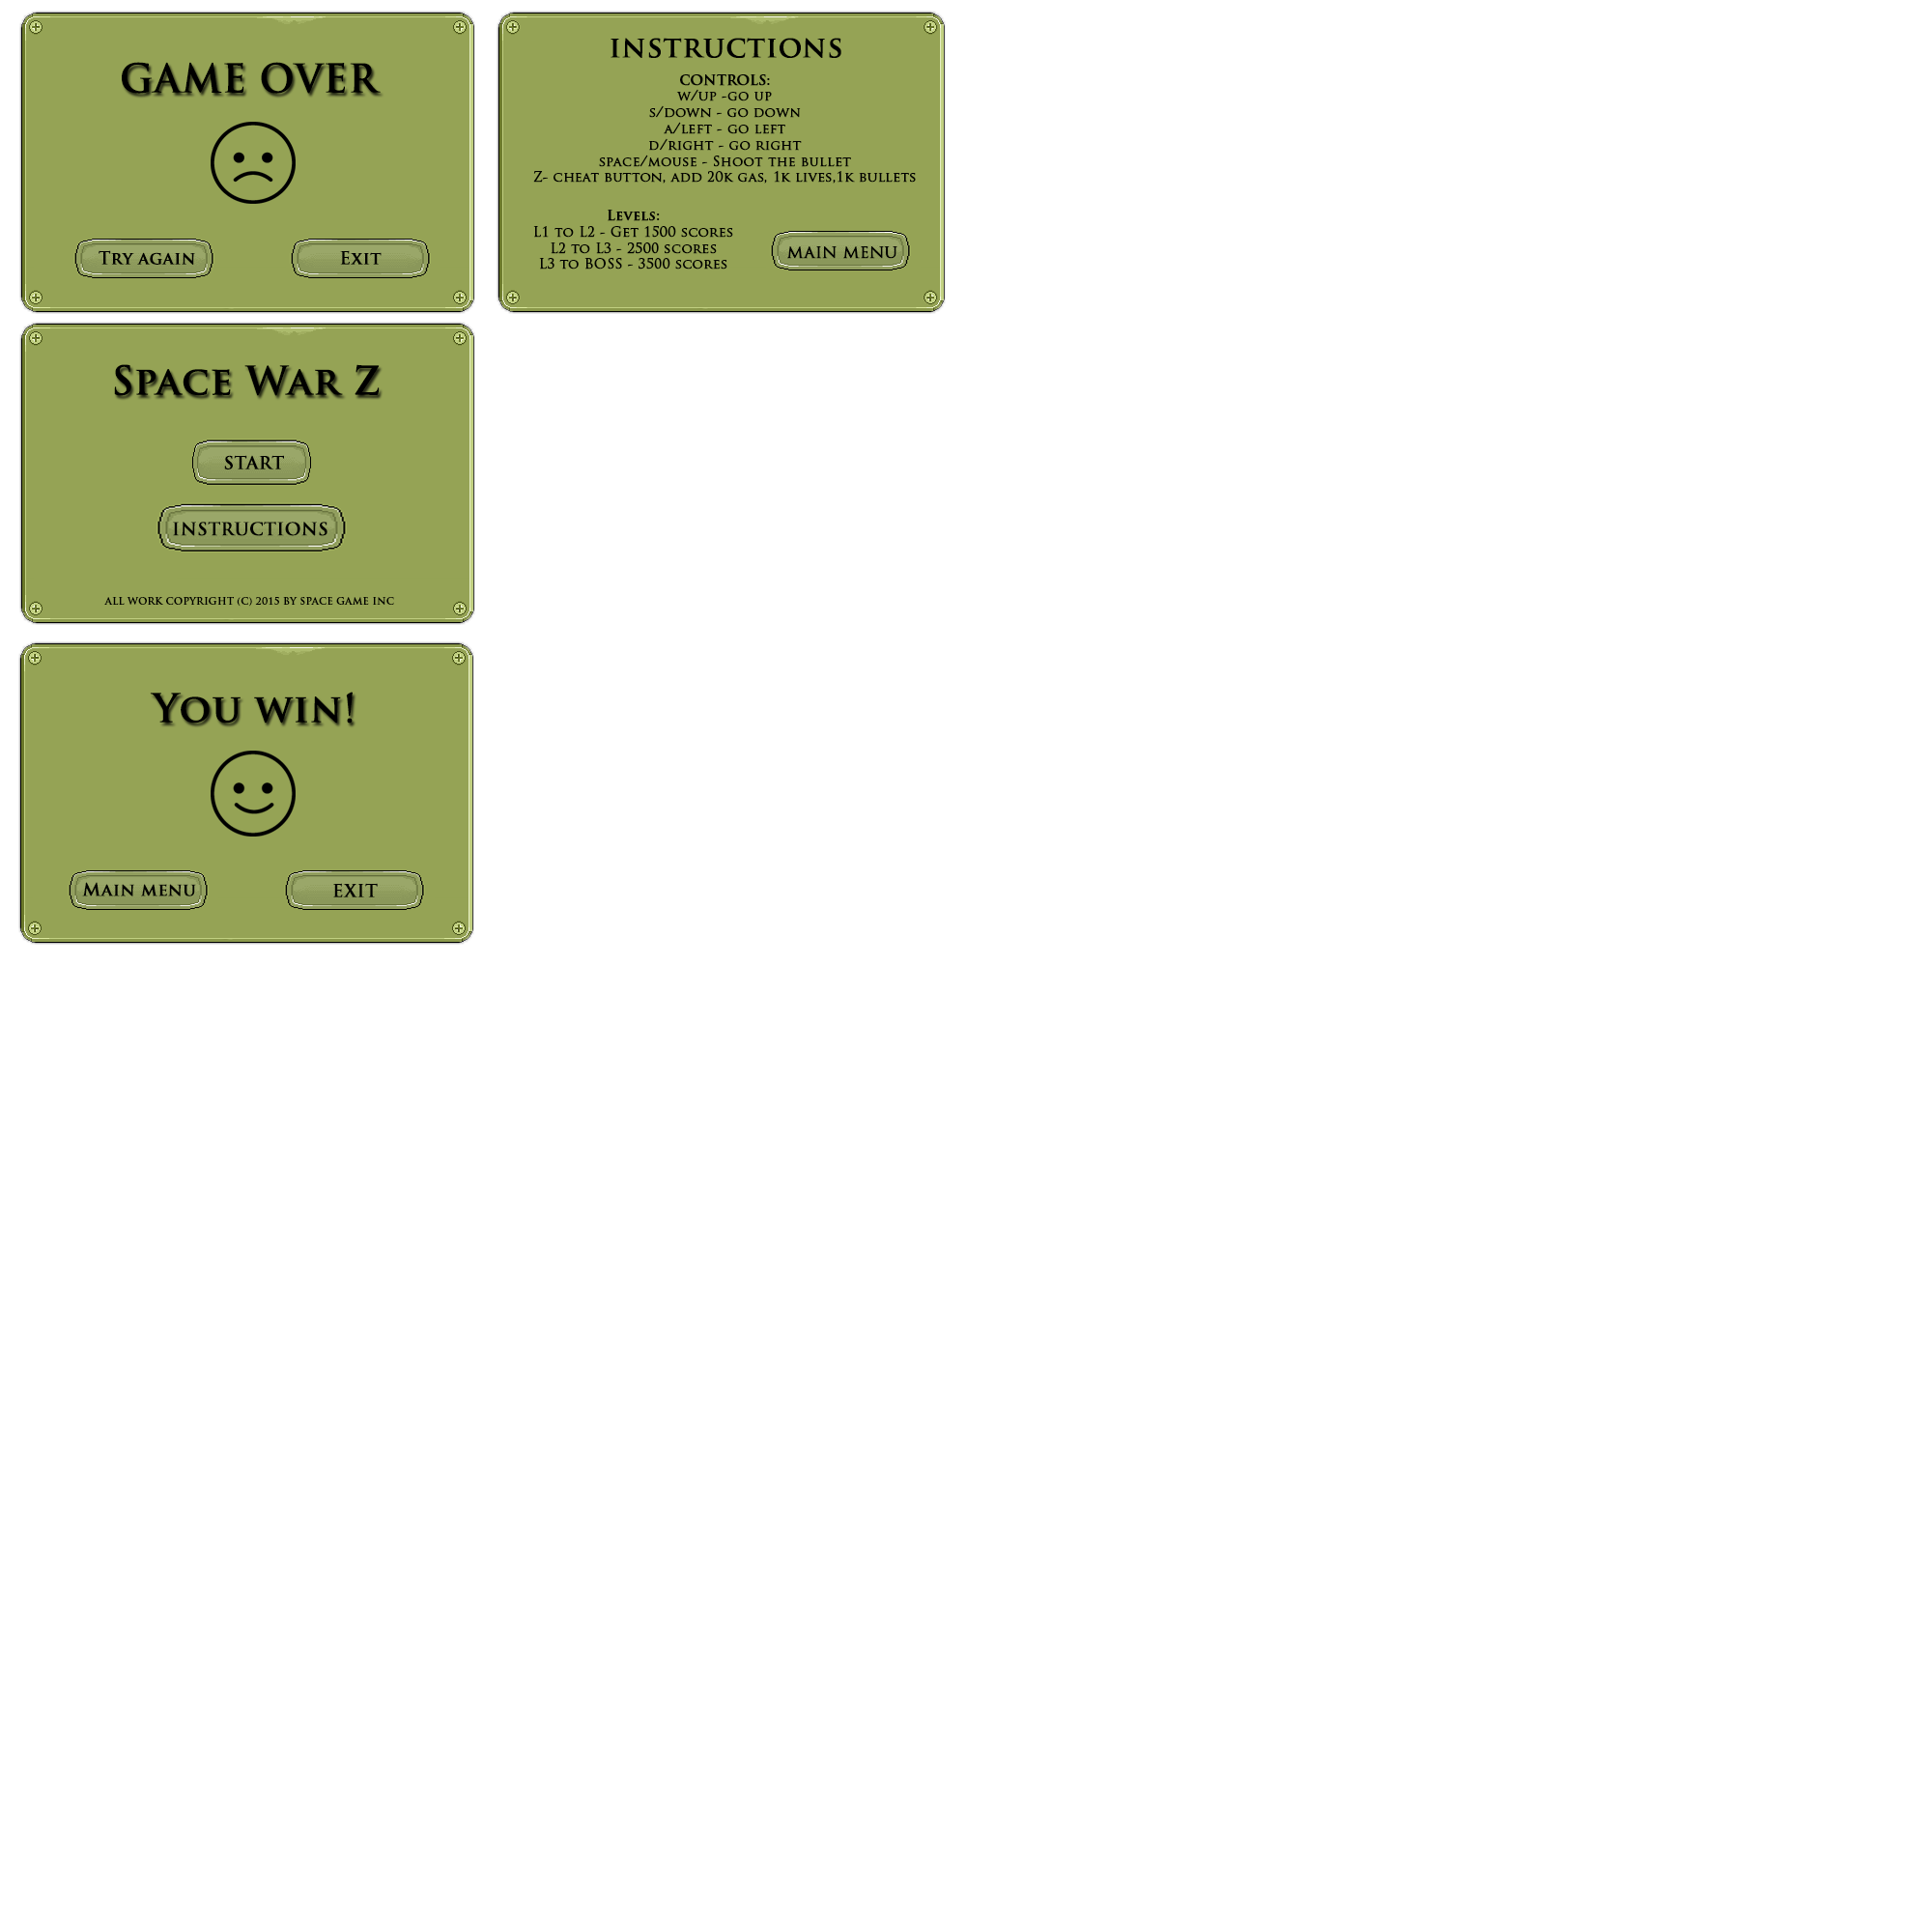 GAME OVER
Try again
Exit
INSTRUCTIONS
CONTROLS:
w/up -go up
s/down - go down
a/left - go left
d/right - go right
space/mouse - Shoot the bullet
Z- cheat button, add 20k gas, 1k lives,1k bullets
Levels:
L1 to L2 - Get 1500 scores
L2 to L3 - 2500 scores
L3 to BOSS - 3500 scores
MAIN MENU
Space War Z
START
INSTRUCTIONS
ALL WORK COPYRIGHT (C) 2015 BY SPACE GAME INC
You win!
Main menu
EXIT